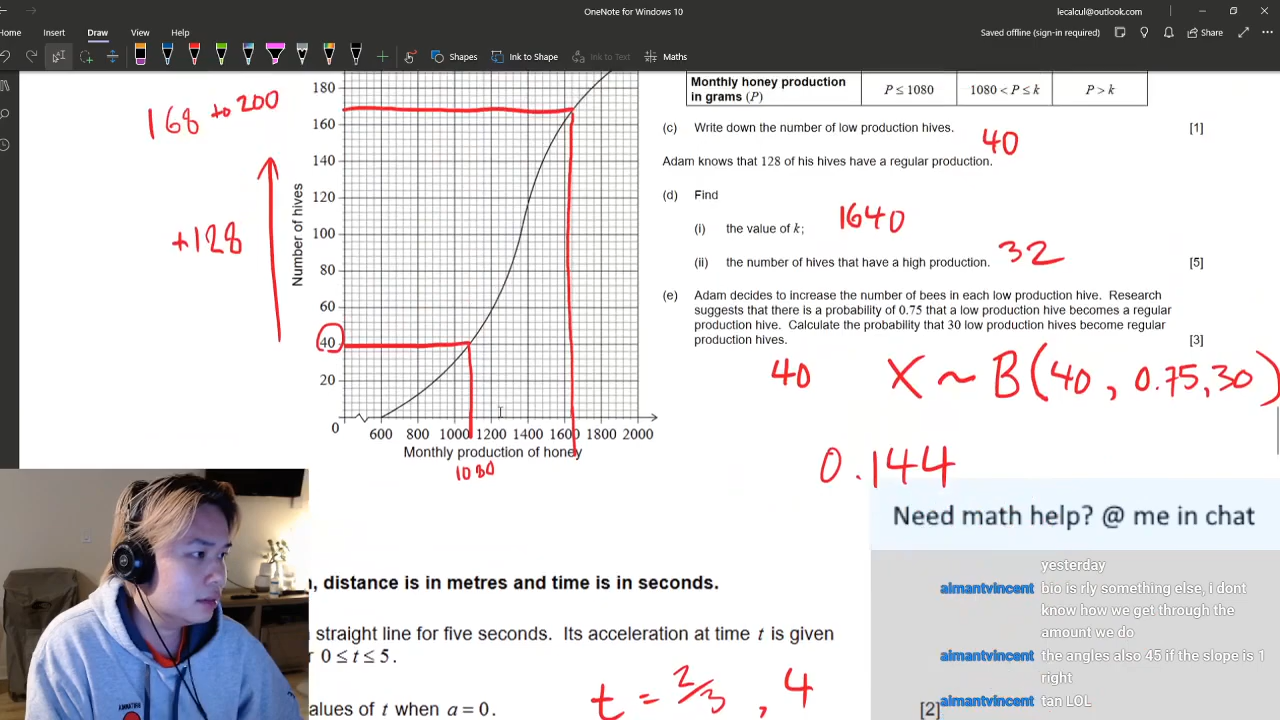 OneNote for Windows 10
lecalcul@outlook.com
Home Insert Draw View Help
Saved offline (sign-in required)
Share
Shapes Ink to Shape Ink to Text Maths
168 to 200
+128
Number of hives
180
160
140
120
100
80
60
40
20
0
600 800 1000 1200 1400 1600 1800 2000
Monthly production of honey
1080
Monthly honey production in grams (P)
P ≤ 1080
1080 < P ≤ k
P > k
(c) Write down the number of low production hives. [1]
40
Adam knows that 128 of his hives have a regular production.
(d) Find
(i) the value of k;
1640
(ii) the number of hives that have a high production. [5]
32
(e) Adam decides to increase the number of bees in each low production hive. Research
suggests that there is a probability of 0.75 that a low production hive becomes a regular
production hive. Calculate the probability that 30 low production hives become regular
production hives. [3]
40 X ~ B(40, 0.75,30)
0.144
Need math help? @ me in chat
yesterday
aimantvincent bio is rly something else, i dont
know how we get through the
amount we do
aimantvincent the angles also 45 if the slope is 1
right
aimantvincent tan LOL
, distance is in metres and time is in seconds.
straight line for five seconds. Its acceleration at time t is given
r 0 ≤ t ≤ 5.
t = 2/3 , 4
alues of t when a = 0. [2]